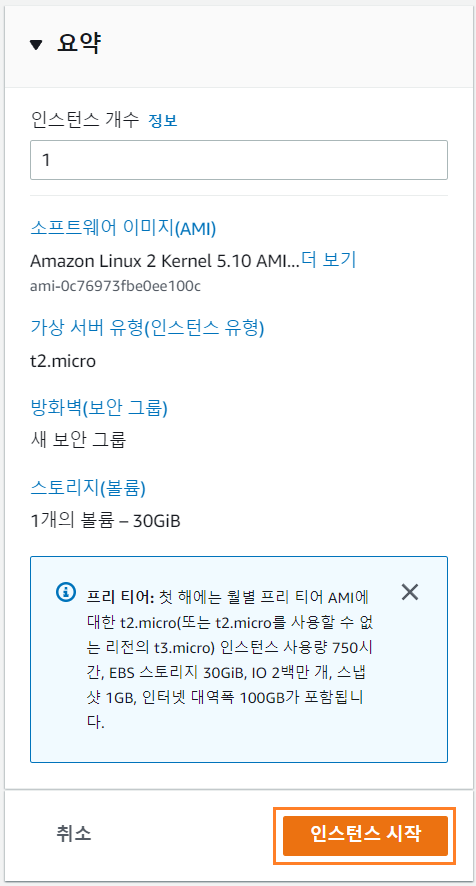 ▼ 요약
인스턴스 개수 정보
1
소프트웨어 이미지(AMI)
Amazon Linux 2 Kernel 5.10 AMI...더 보기
ami-0c76973fbe0ee100c
가상 서버 유형(인스턴스 유형)
t2.micro
방화벽(보안 그룹)
새 보안 그룹
스토리지(볼륨)
1개의 볼륨 – 30GiB
프리 티어: 첫 해에는 월별 프리 티어 AMI에
대한 t2.micro(또는 t2.micro를 사용할 수 없
는 리전의 t3.micro) 인스턴스 사용량 750시
간, EBS 스토리지 30GiB, IO 2백만 개, 스냅
샷 1GB, 인터넷 대역폭 100GB가 포함됩니
다.
취소
인스턴스 시작